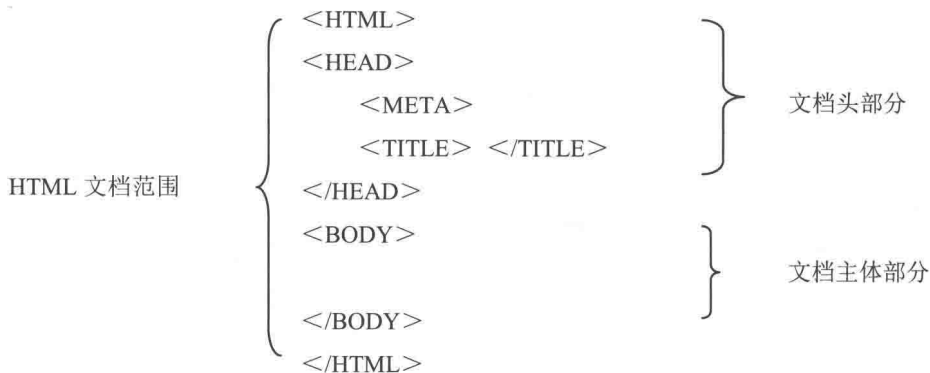 ＜HTML＞
＜HEAD＞
＜META＞
文档头部分
＜TITLE＞ ＜/TITLE＞
HTML 文档范围
＜/HEAD＞
＜BODY＞
文档主体部分
＜/BODY＞
＜/HTML＞